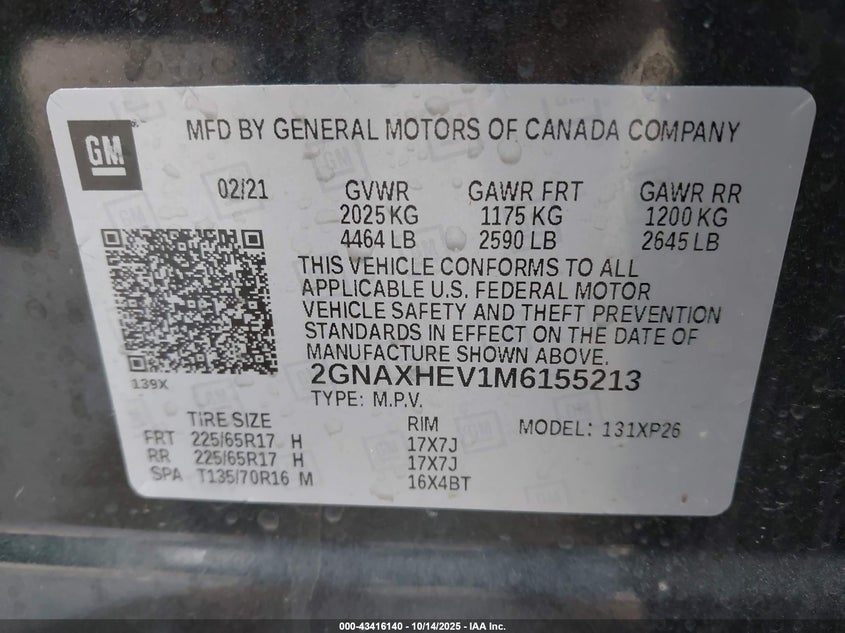 GM
MFD BY GENERAL MOTORS OF CANADA COMPANY
02/21 GVWR GAWR FRT GAWR RR
2025 KG 1175 KG 1200 KG
4464 LB 2590 LB 2645 LB
THIS VEHICLE CONFORMS TO ALL
APPLICABLE U.S. FEDERAL MOTOR
VEHICLE SAFETY AND THEFT PREVENTION
STANDARDS IN EFFECT ON THE DATE OF
MANUFACTURE SHOWN ABOVE.
139X
2GNAXHEV1M6155213
TYPE: M.P.V.
TIRE SIZE RIM MODEL: 131XP26
FRT 225/65R17 H 17X7J
RR 225/65R17 H 17X7J
SPA T135/70R16 M 16X4BT
000-43416140 - 10/14/2025 - IAA Inc.